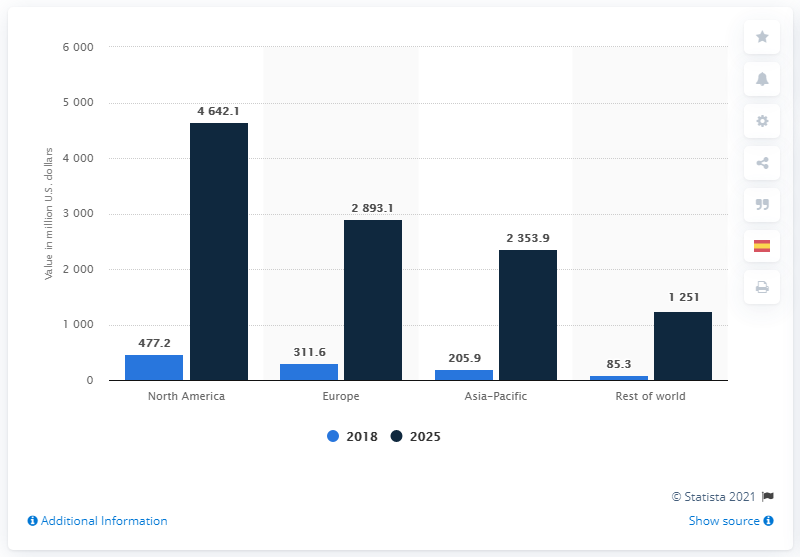 6 000
5 000
4 000
3 000
2 000
1 000
0
Value in million U.S. dollars
4 642.1
2 893.1
2 353.9
1 251
477.2
311.6
205.9
85.3
North America
Europe
Asia-Pacific
Rest of world
2018
2025
© Statista 2021
Additional Information
Show source